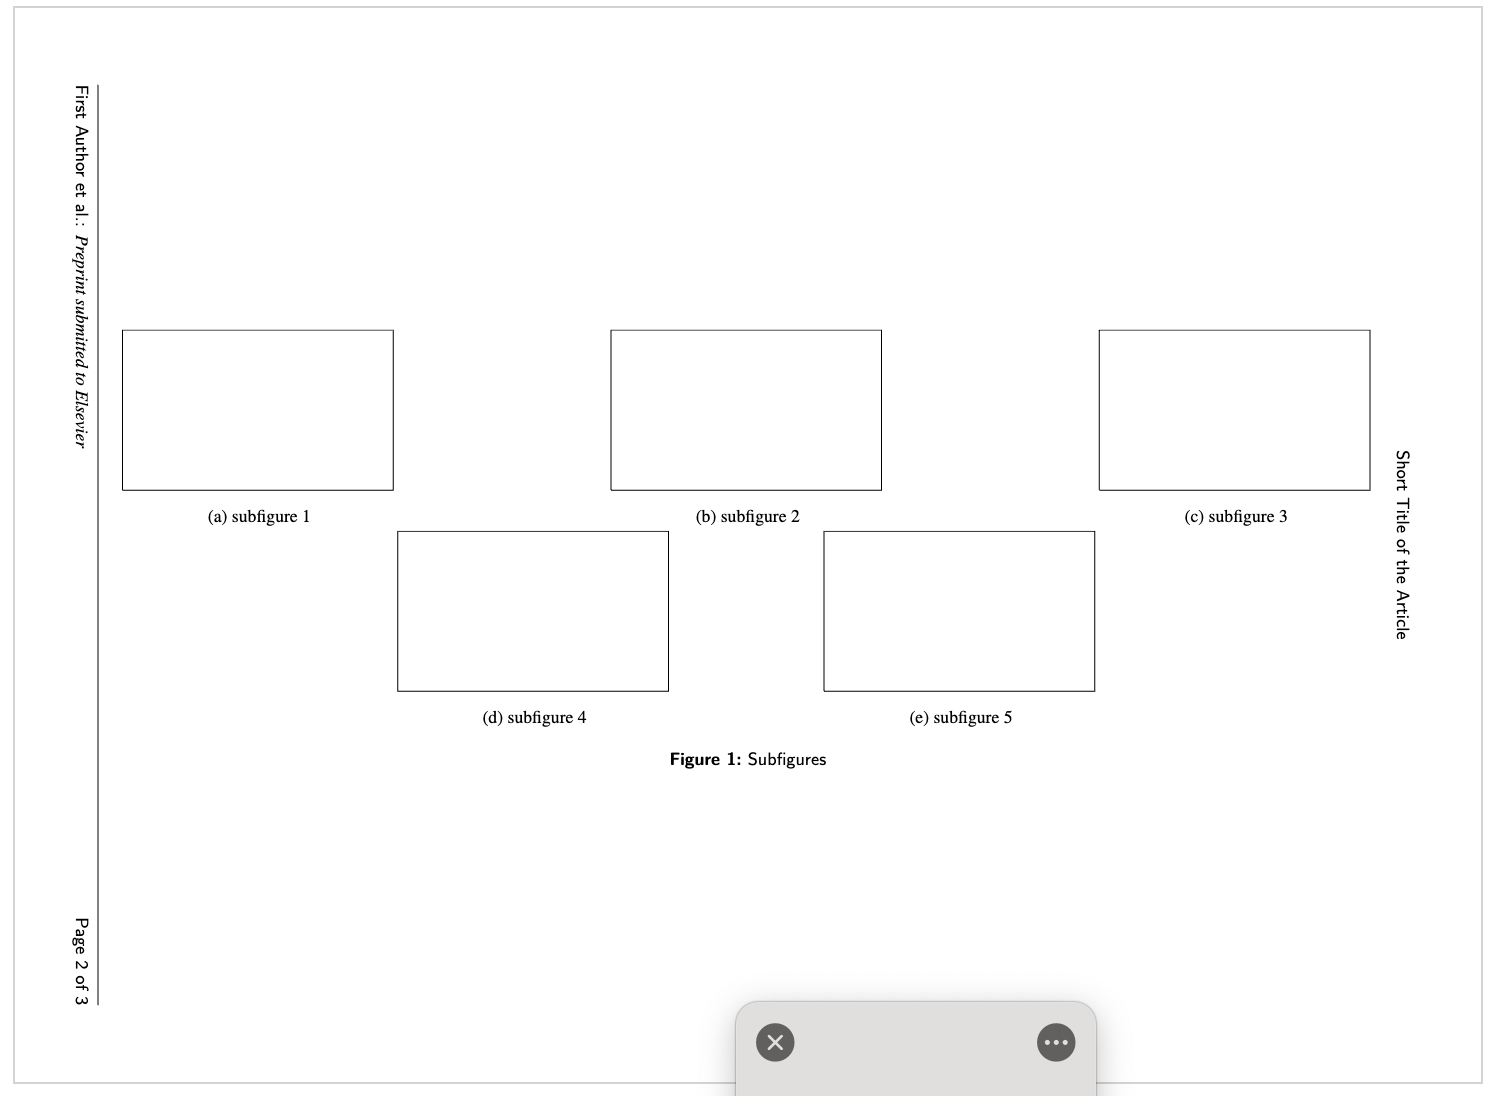 Short Title of the Article
(a) subfigure 1
(b) subfigure 2
(c) subfigure 3
(d) subfigure 4
(e) subfigure 5
Figure 1: Subfigures
First Author et al.: Preprint submitted to Elsevier
Page 2 of 3